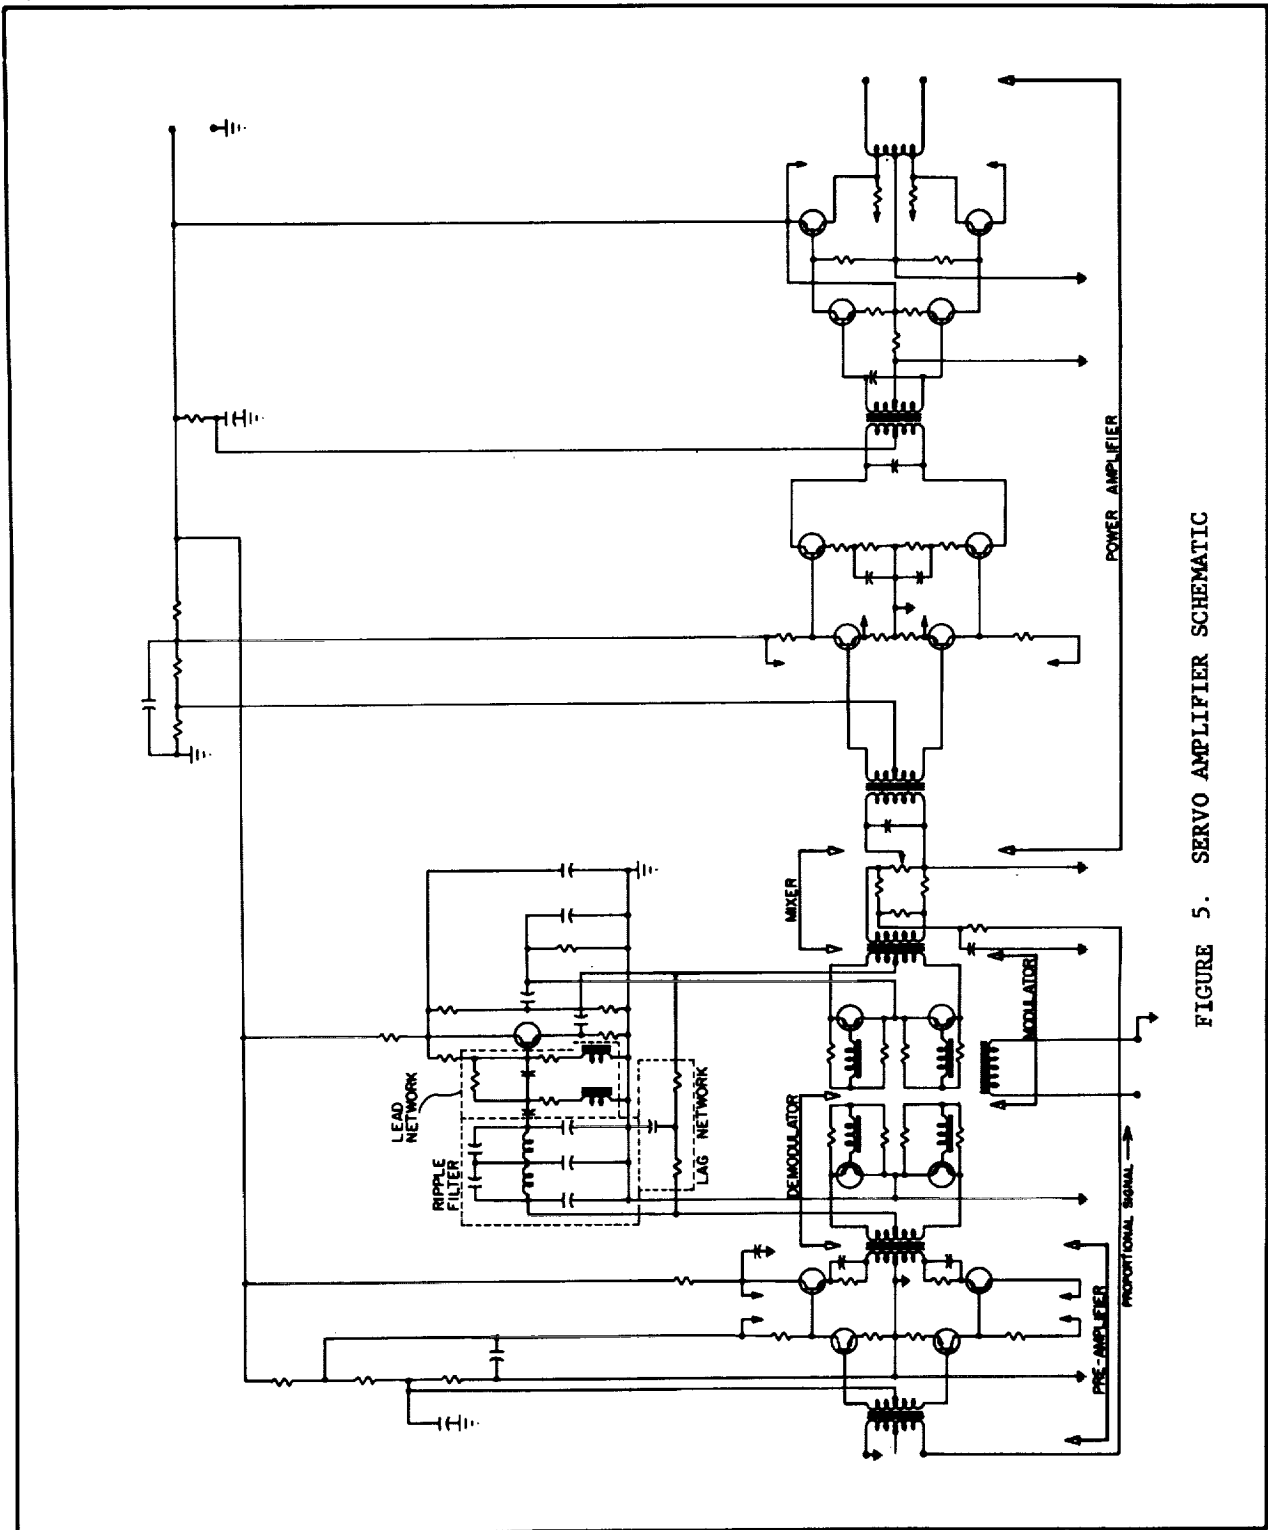 LEAD
NETWORK
RIPPLE
FILTER
LAG NETWORK
DEMODULATOR
MIXER
MODULATOR
PRE-AMPLIFIER
PROPORTIONAL SIGNAL
POWER AMPLIFIER
FIGURE 5. SERVO AMPLIFIER SCHEMATIC